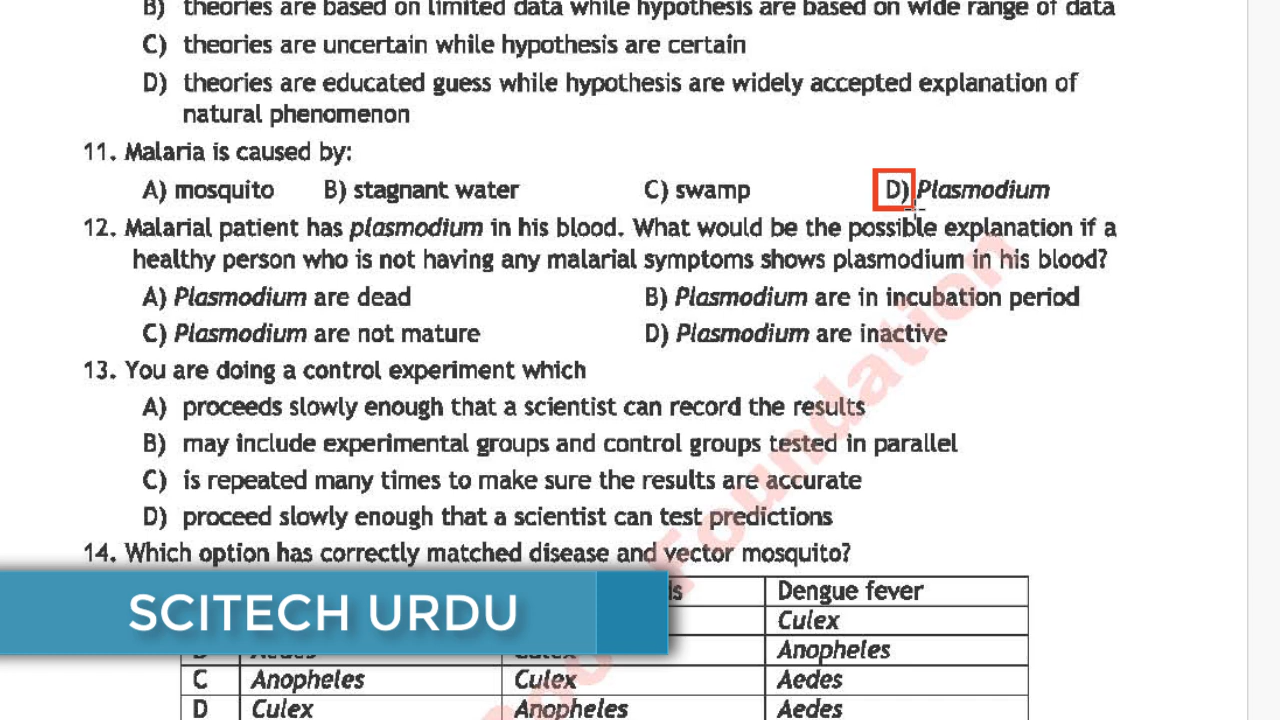 B) theories are based on limited data while hypothesis are based on wide range of data
C) theories are uncertain while hypothesis are certain
D) theories are educated guess while hypothesis are widely accepted explanation of
natural phenomenon
11. Malaria is caused by:
A) mosquito B) stagnant water C) swamp D) Plasmodium
12. Malarial patient has plasmodium in his blood. What would be the possible explanation if a
healthy person who is not having any malarial symptoms shows plasmodium in his blood?
A) Plasmodium are dead B) Plasmodium are in incubation period
C) Plasmodium are not mature D) Plasmodium are inactive
13. You are doing a control experiment which
A) proceeds slowly enough that a scientist can record the results
B) may include experimental groups and control groups tested in parallel
C) is repeated many times to make sure the results are accurate
D) proceed slowly enough that a scientist can test predictions
14. Which option has correctly matched disease and vector mosquito?
Dengue fever
Culex
Anopheles
C Anopheles Culex Aedes
D Culex Anopheles Aedes
SCITECH URDU
Foundation